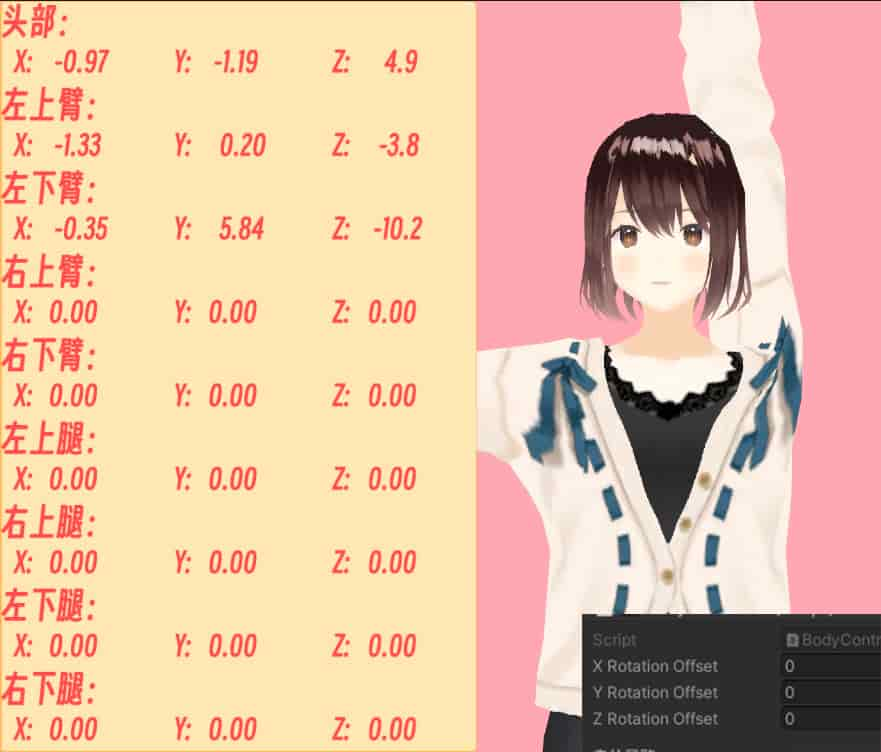 头部：
X: -0.97 Y: -1.19 Z: 4.9
左上臂：
X: -1.33 Y: 0.20 Z: -3.8
左下臂：
X: -0.35 Y: 5.84 Z: -10.2
右上臂：
X: 0.00 Y: 0.00 Z: 0.00
右下臂：
X: 0.00 Y: 0.00 Z: 0.00
左上腿：
X: 0.00 Y: 0.00 Z: 0.00
右上腿：
X: 0.00 Y: 0.00 Z: 0.00
左下腿：
X: 0.00 Y: 0.00 Z: 0.00
右下腿：
X: 0.00 Y: 0.00 Z: 0.00
Script BodyContr
X Rotation Offset 0
Y Rotation Offset 0
Z Rotation Offset 0